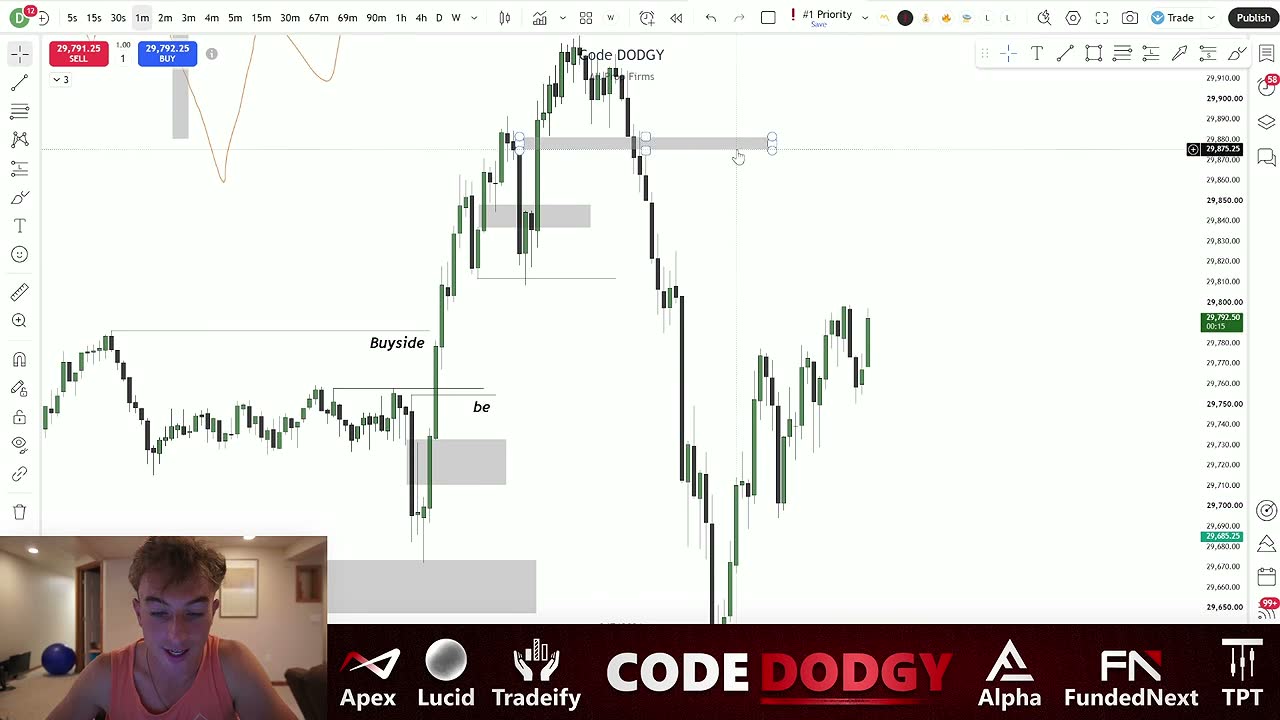 D
12
5s 15s 30s 1m 2m 3m 4m 5m 15m 30m 67m 69m 90m 1h 4h D W
#1 Priority
Save
L L
Trade
Publish
29,791.25
SELL
1.00
1
29,792.25
BUY
3
Code DODGY
Firms
58
29,910.00
29,900.00
29,890.00
29,880.00
29,875.25
29,870.00
29,860.00
29,850.00
29,840.00
29,830.00
29,820.00
29,810.00
29,800.00
29,792.50
00:15
29,780.00
29,770.00
29,760.00
29,750.00
29,740.00
29,730.00
29,720.00
29,710.00
29,700.00
29,690.00
29,685.25
29,680.00
29,670.00
29,660.00
29,650.00
99+
Buyside
be
Apex
Lucid
Tradeify
CODE DODGY
Alpha
FN
FundedNext
TPT